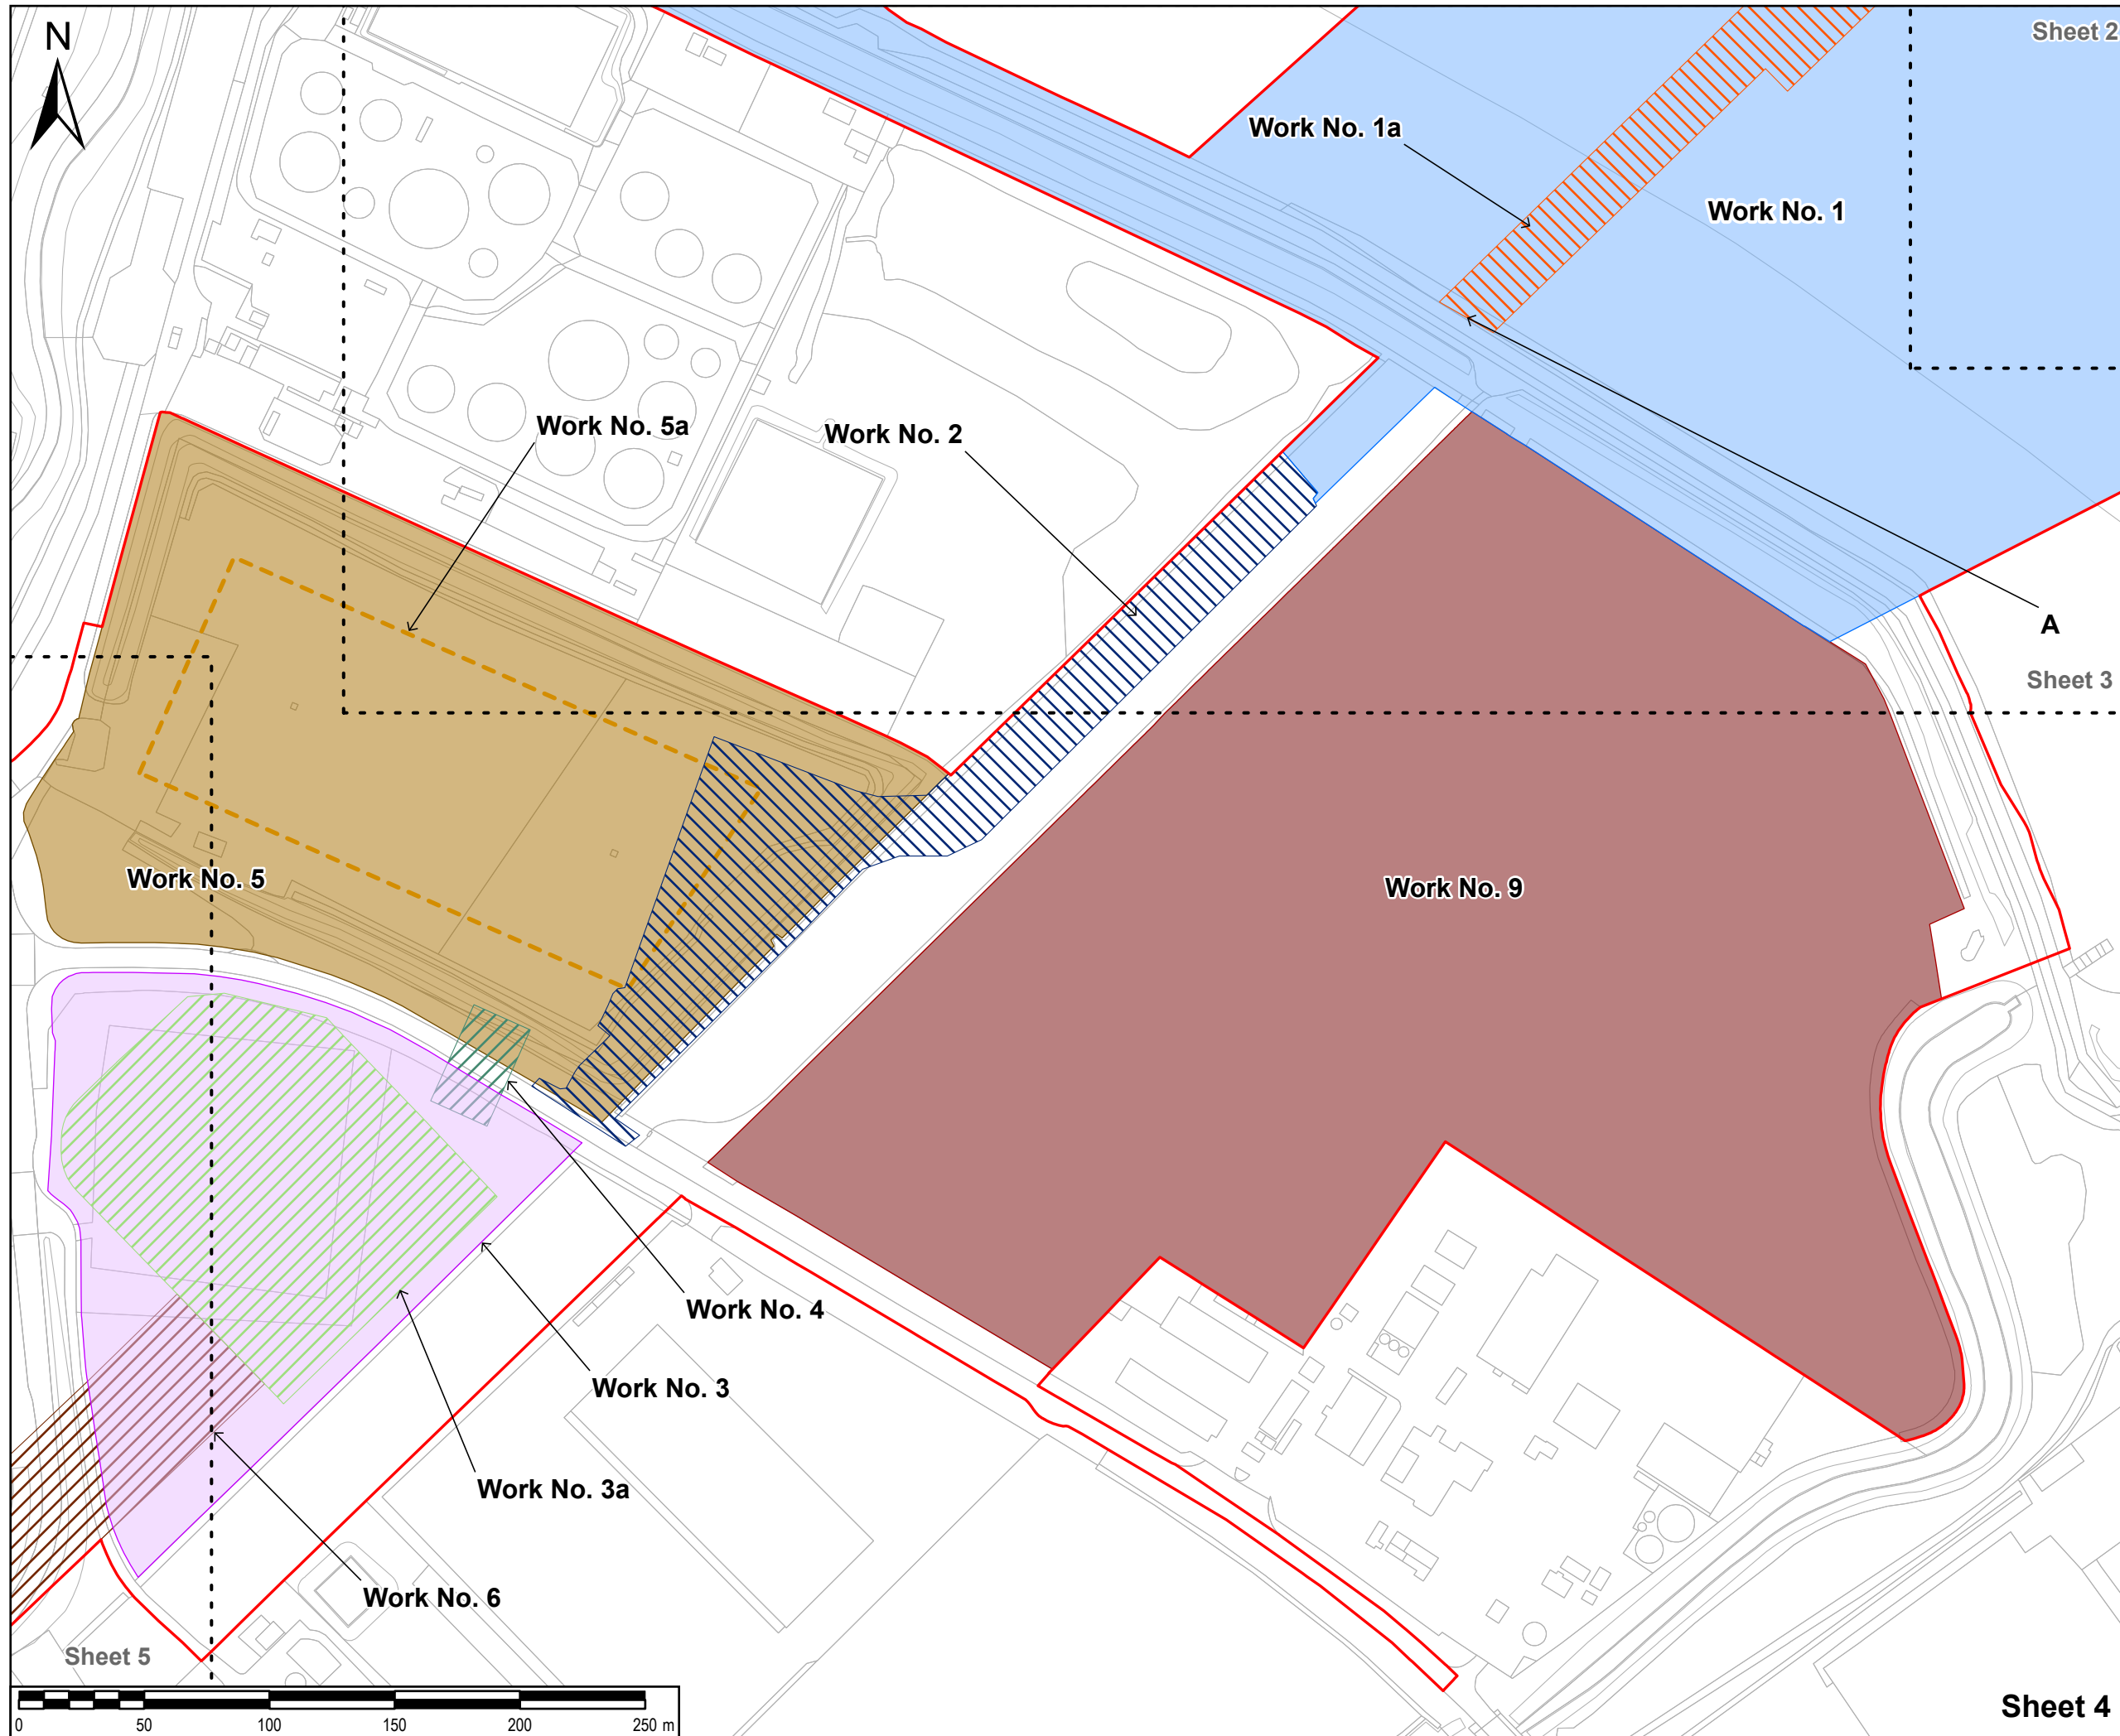 N
Sheet 2
Work No. 1a
Work No. 1
Work No. 5a
Work No. 2
A
Sheet 3
Work No. 5
Work No. 9
Work No. 4
Work No. 3
Work No. 3a
Work No. 6
Sheet 5
Sheet 4
0 50 100 150 200 250 m